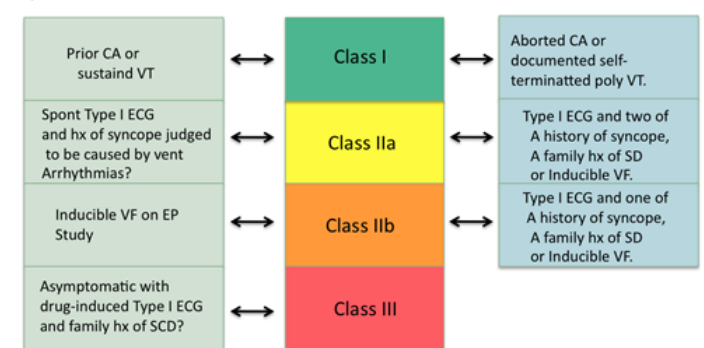 Prior CA or
sustaind VT
Class I
Aborted CA or
documented self-
terminatted poly VT.
Spont Type I ECG
and hx of syncope judged
to be caused by vent
Arrhythmias?
Class IIa
Type I ECG and two of
A history of syncope,
A family hx of SD
or Inducible VF.
Inducible VF on EP
Study
Class IIb
Type I ECG and one of
A history of syncope,
A family hx of SD
or Inducible VF.
Asymptomatic with
drug-induced Type I ECG
and family hx of SCD?
Class III